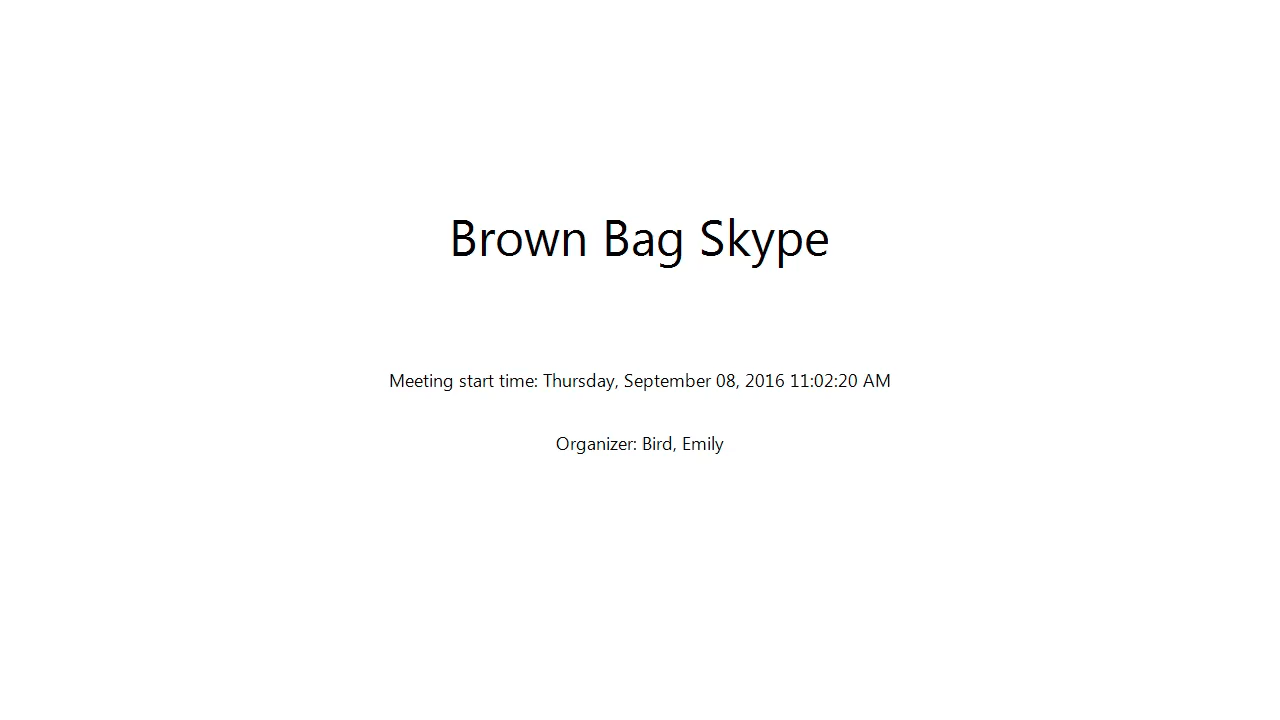 Brown Bag Skype
Meeting start time: Thursday, September 08, 2016 11:02:20 AM
Organizer: Bird, Emily